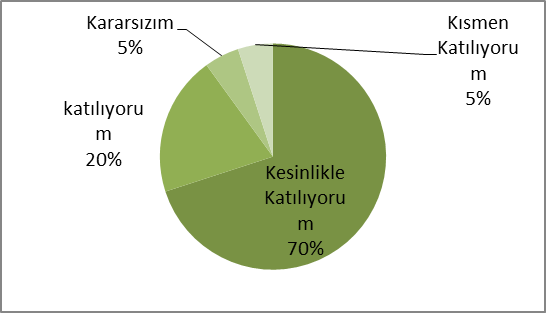 Kararsızım
5%
Kısmen
Katılıyoru
m
5%
katılıyoru
m
20%
Kesinlikle
Katılıyoru
m
70%